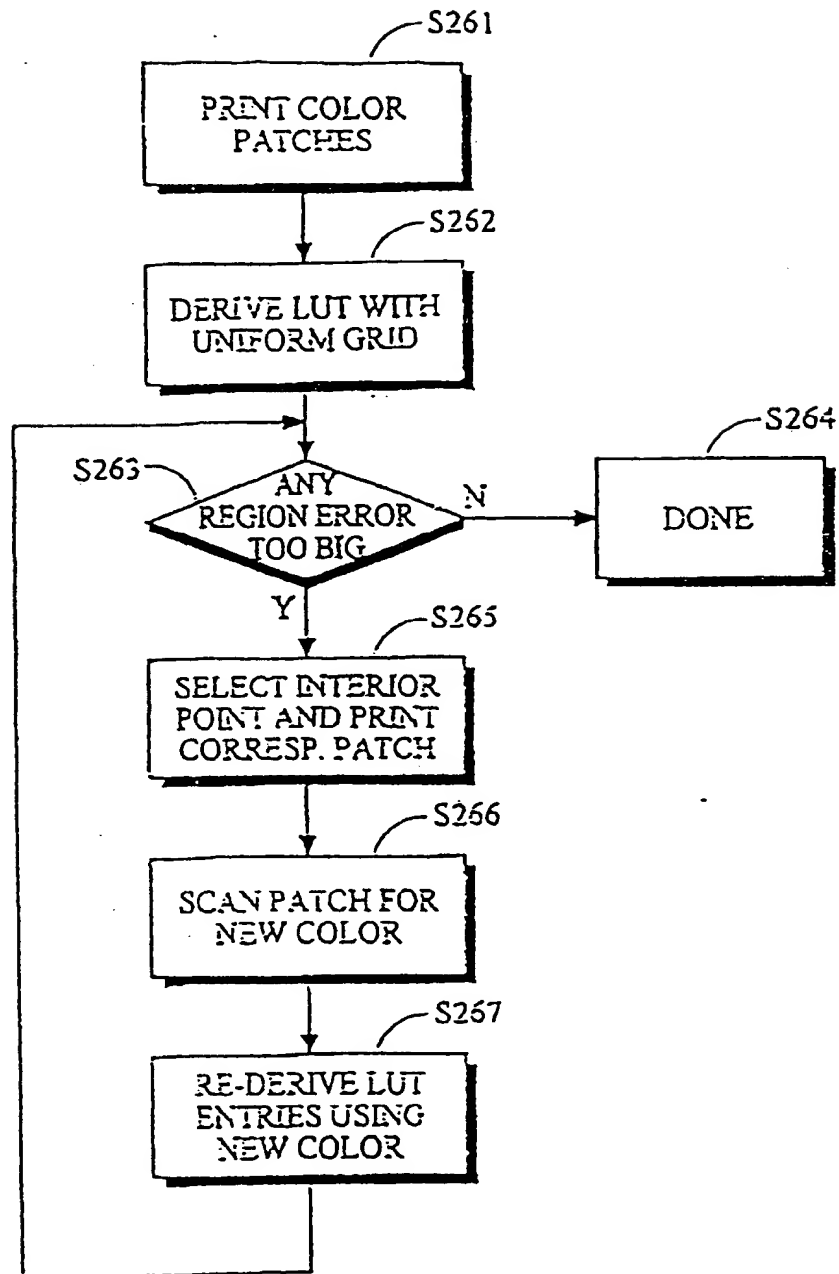 S261
PRINT COLOR
PATCHES
S262
DERIVE LUT WITH
UNIFORM GRID
S263
ANY
REGION ERROR
TOO BIG
N
S264
DONE
Y
S265
SELECT INTERIOR
POINT AND PRINT
CORRESP. PATCH
S266
SCAN PATCH FOR
NEW COLOR
S267
RE-DERIVE LUT
ENTRIES USING
NEW COLOR